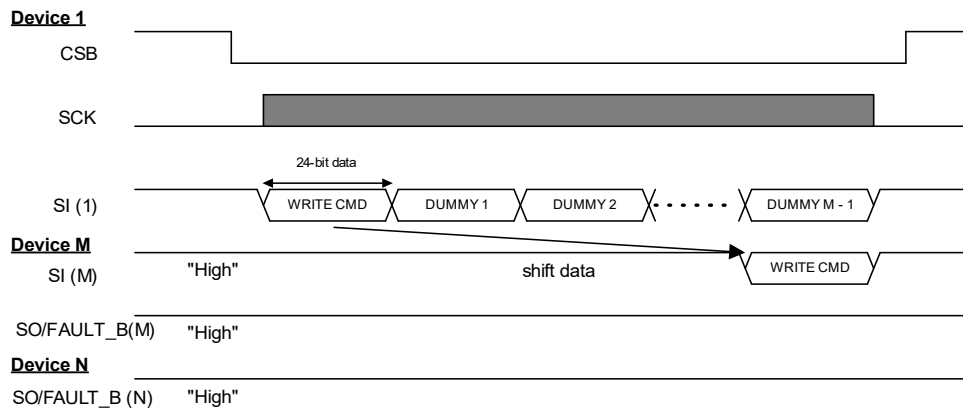 Device 1
CSB
SCK
24-bit data
SI (1) WRITE CMD DUMMY 1 DUMMY 2 DUMMY M - 1
Device M
SI (M) "High" shift data WRITE CMD
SO/FAULT_B(M) "High"
Device N
SO/FAULT_B (N) "High"